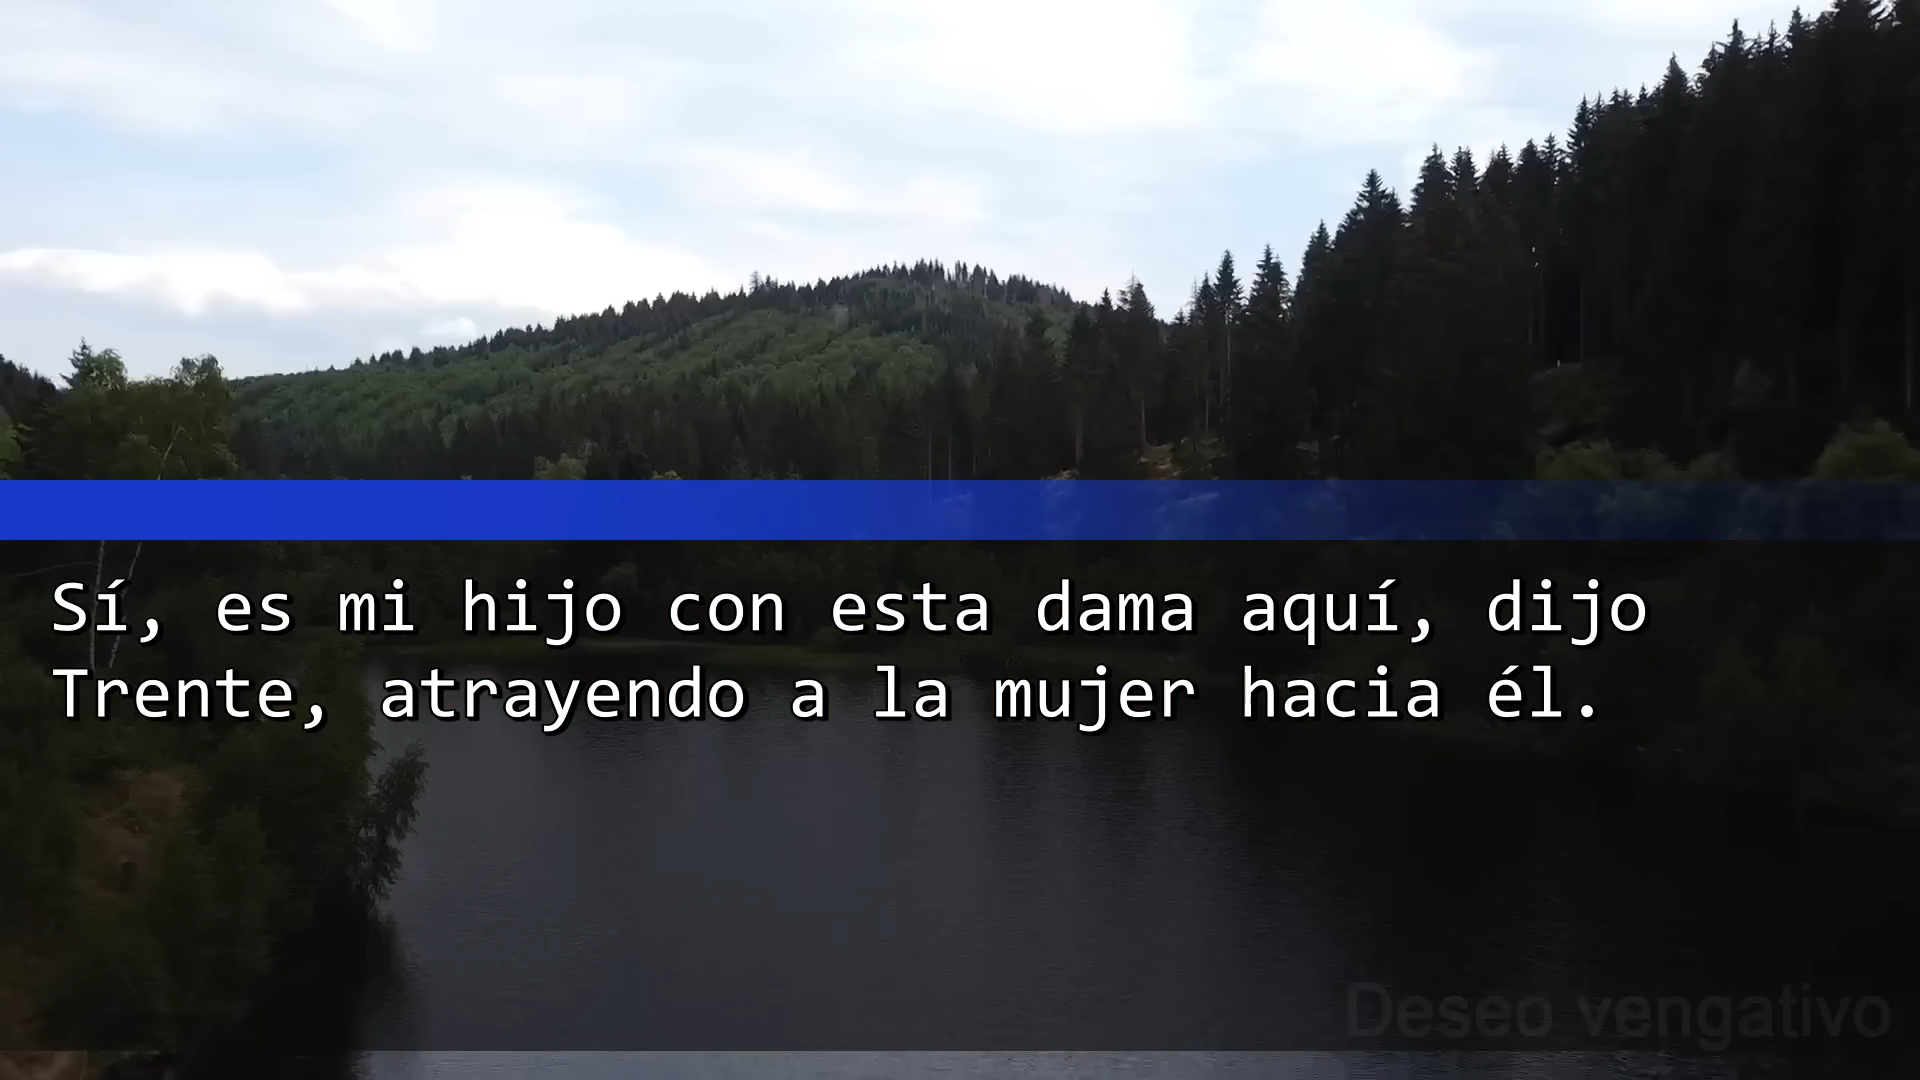 Sí, es mi hijo con esta dama aquí, dijo
Trente, atrayendo a la mujer hacia él.
Deseo vengativo